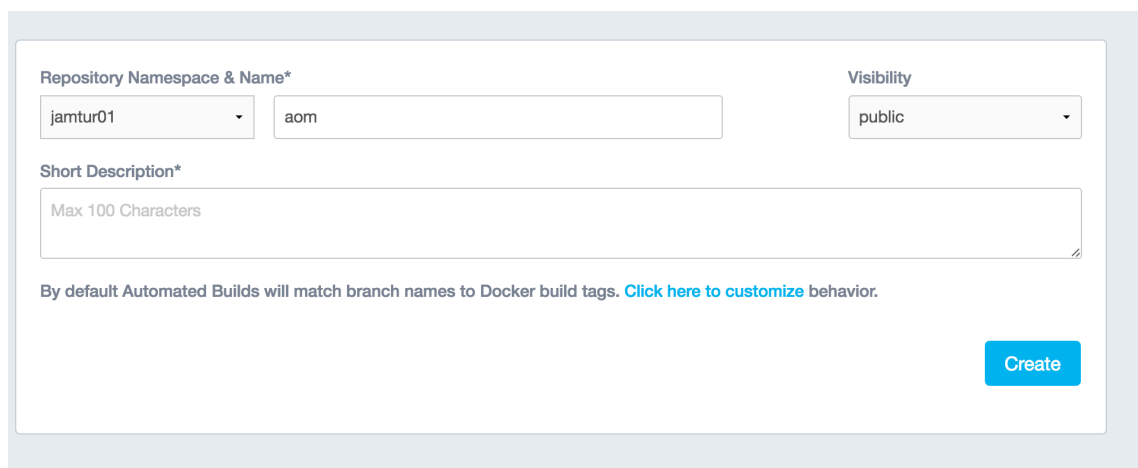 Repository Namespace & Name*
Visibility
jamtur01
aom
public
Short Description*
Max 100 Characters
By default Automated Builds will match branch names to Docker build tags. Click here to customize behavior.
Create